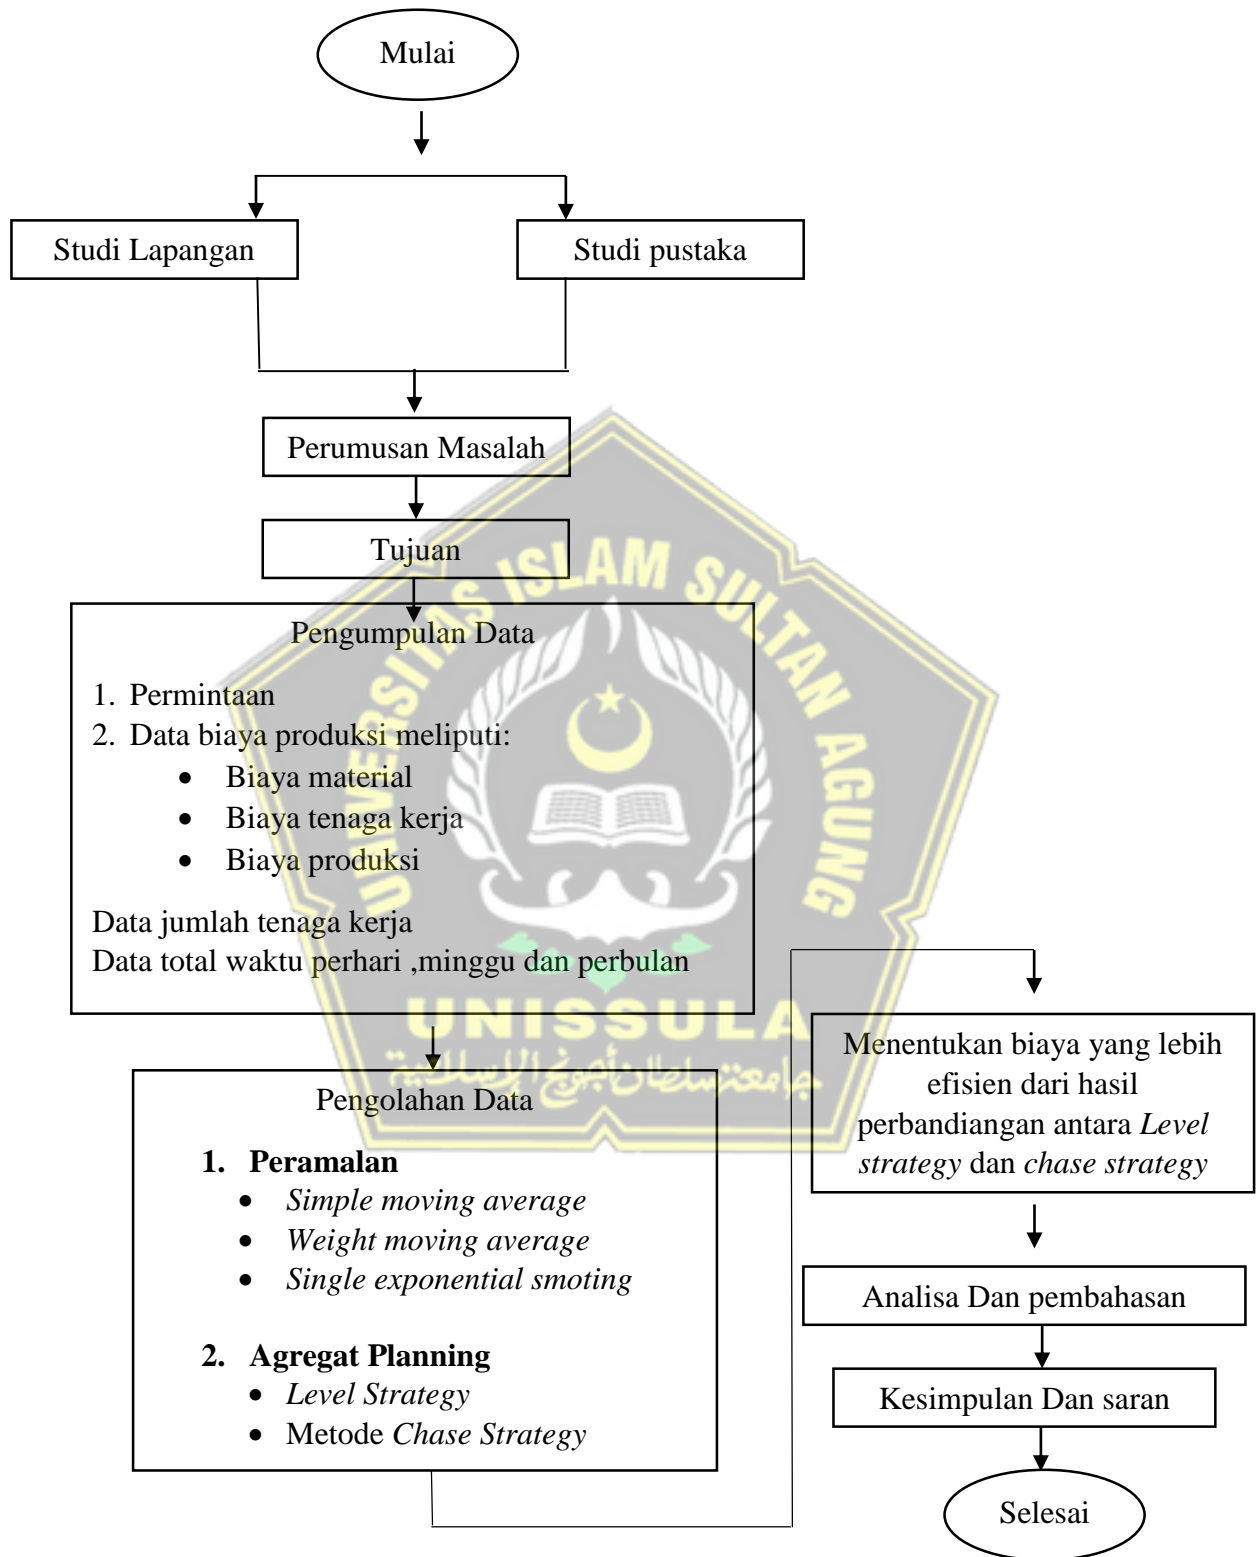 Mulai
Studi Lapangan
Studi pustaka
Perumusan Masalah
Tujuan
Pengumpulan Data
1. Permintaan
2. Data biaya produksi meliputi:
• Biaya material
• Biaya tenaga kerja
• Biaya produksi
Data jumlah tenaga kerja
Data total waktu perhari ,minggu dan perbulan
Pengolahan Data
1. Peramalan
• Simple moving average
• Weight moving average
• Single exponential smoting
2. Agregat Planning
• Level Strategy
• Metode Chase Strategy
Menentukan biaya yang lebih
efisien dari hasil
perbandiangan antara Level
strategy dan chase strategy
Analisa Dan pembahasan
Kesimpulan Dan saran
Selesai
UNIVERSITAS ISLAM SULTAN AGUNG
UNISSULA
جامعتسلطان أجونج الإسلامية